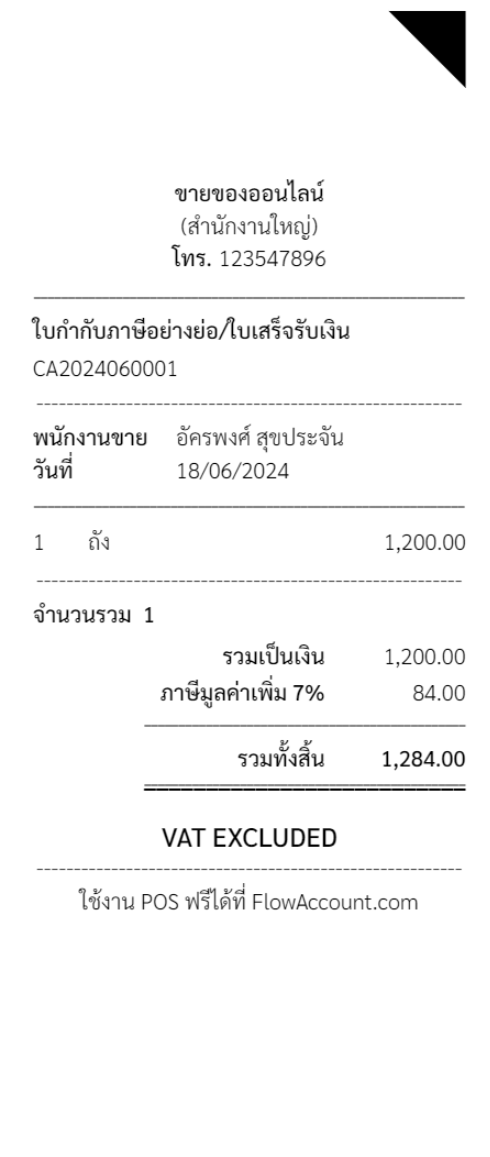 ขายของออนไลน์
(สำนักงานใหญ่)
โทร. 123547896
ใบกำกับภาษีอย่างย่อ/ใบเสร็จรับเงิน
CA2024060001
พนักงานขาย อัครพงศ์ สุขประจัน
วันที่ 18/06/2024
1 ถัง 1,200.00
จำนวนรวม 1
รวมเป็นเงิน 1,200.00
ภาษีมูลค่าเพิ่ม 7% 84.00
รวมทั้งสิ้น 1,284.00
VAT EXCLUDED
ใช้งาน POS ฟรีได้ที่ FlowAccount.com